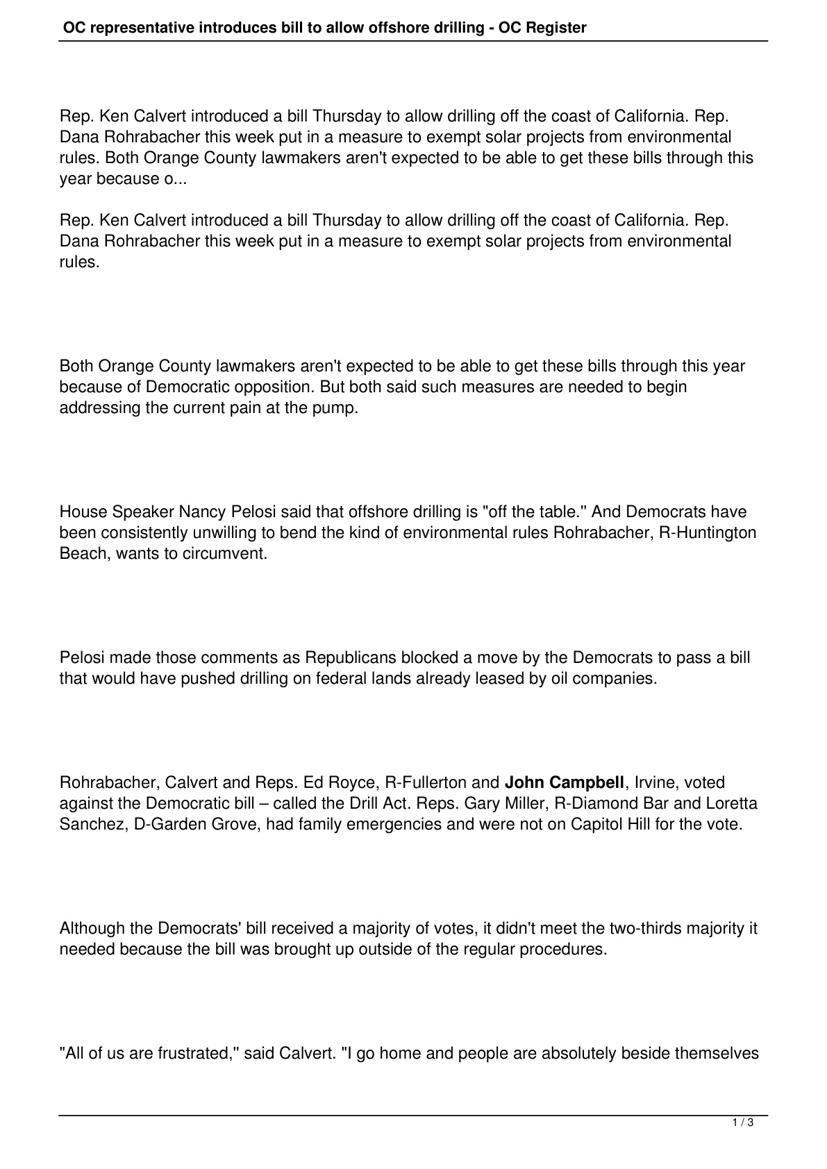 OC representative introduces bill to allow offshore drilling - OC Register
Rep. Ken Calvert introduced a bill Thursday to allow drilling off the coast of California. Rep.
Dana Rohrabacher this week put in a measure to exempt solar projects from environmental
rules. Both Orange County lawmakers aren't expected to be able to get these bills through this
year because o...
Rep. Ken Calvert introduced a bill Thursday to allow drilling off the coast of California. Rep.
Dana Rohrabacher this week put in a measure to exempt solar projects from environmental
rules.
Both Orange County lawmakers aren't expected to be able to get these bills through this year
because of Democratic opposition. But both said such measures are needed to begin
addressing the current pain at the pump.
House Speaker Nancy Pelosi said that offshore drilling is "off the table." And Democrats have
been consistently unwilling to bend the kind of environmental rules Rohrabacher, R-Huntington
Beach, wants to circumvent.
Pelosi made those comments as Republicans blocked a move by the Democrats to pass a bill
that would have pushed drilling on federal lands already leased by oil companies.
Rohrabacher, Calvert and Reps. Ed Royce, R-Fullerton and John Campbell, Irvine, voted
against the Democratic bill – called the Drill Act. Reps. Gary Miller, R-Diamond Bar and Loretta
Sanchez, D-Garden Grove, had family emergencies and were not on Capitol Hill for the vote.
Although the Democrats' bill received a majority of votes, it didn't meet the two-thirds majority it
needed because the bill was brought up outside of the regular procedures.
"All of us are frustrated," said Calvert. "I go home and people are absolutely beside themselves
1 / 3